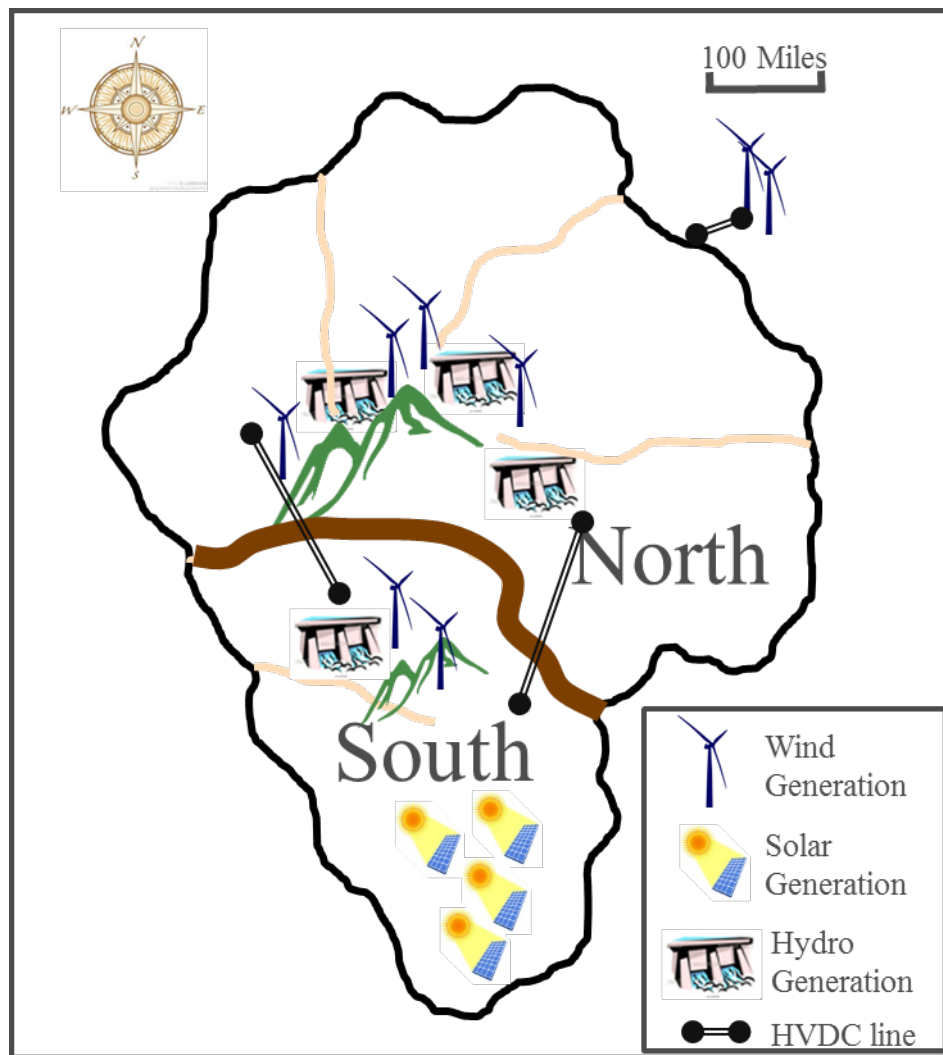 N
W
E
S
100 Miles
North
South
Wind
Generation
Solar
Generation
Hydro
Generation
HVDC line